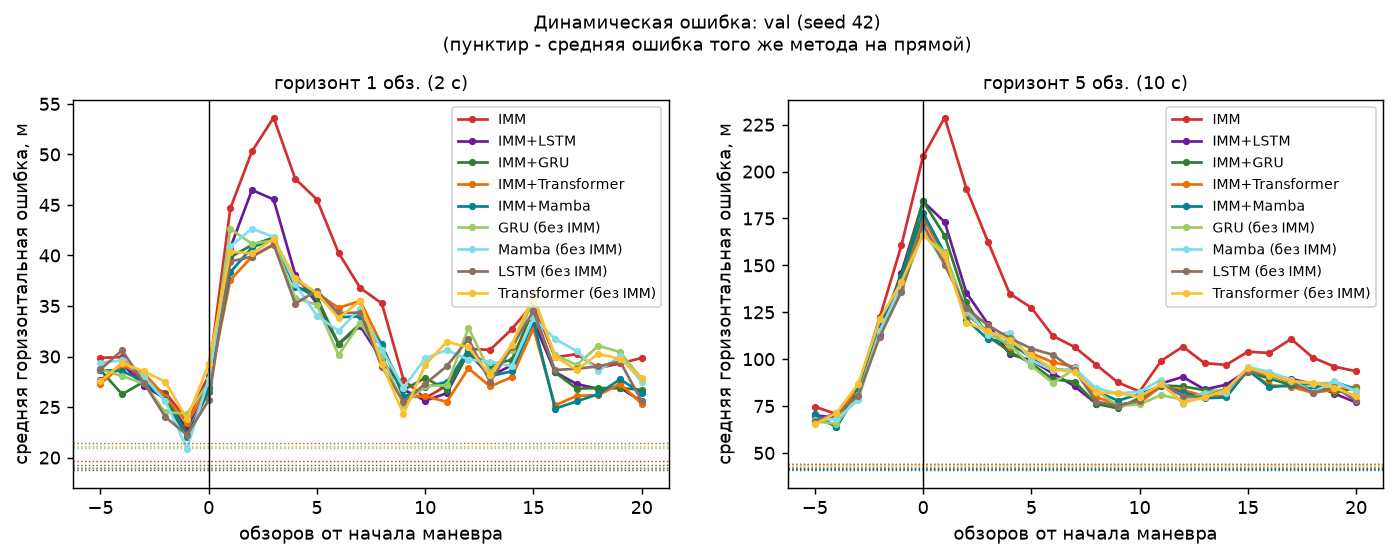 Динамическая ошибка: val (seed 42)
(пунктир - средняя ошибка того же метода на прямой)
горизонт 1 обз. (2 с)
средняя горизонтальная ошибка, м
55
50
45
40
35
30
25
20
−5
0
5
10
15
20
обзоров от начала маневра
IMM
IMM+LSTM
IMM+GRU
IMM+Transformer
IMM+Mamba
GRU (без IMM)
Mamba (без IMM)
LSTM (без IMM)
Transformer (без IMM)
горизонт 5 обз. (10 с)
средняя горизонтальная ошибка, м
225
200
175
150
125
100
75
50
−5
0
5
10
15
20
обзоров от начала маневра
IMM
IMM+LSTM
IMM+GRU
IMM+Transformer
IMM+Mamba
GRU (без IMM)
Mamba (без IMM)
LSTM (без IMM)
Transformer (без IMM)